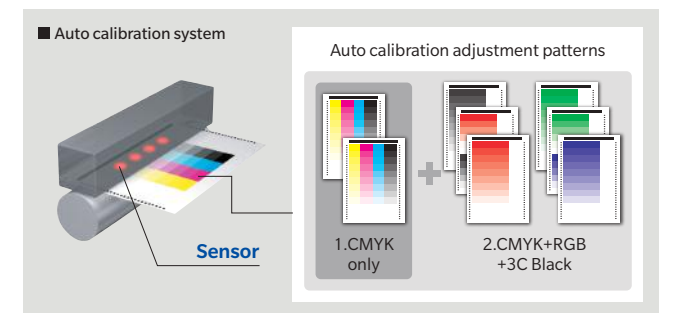 Auto calibration system
Auto calibration adjustment patterns
Sensor
1.CMYK
only
2.CMYK+RGB
+3C Black